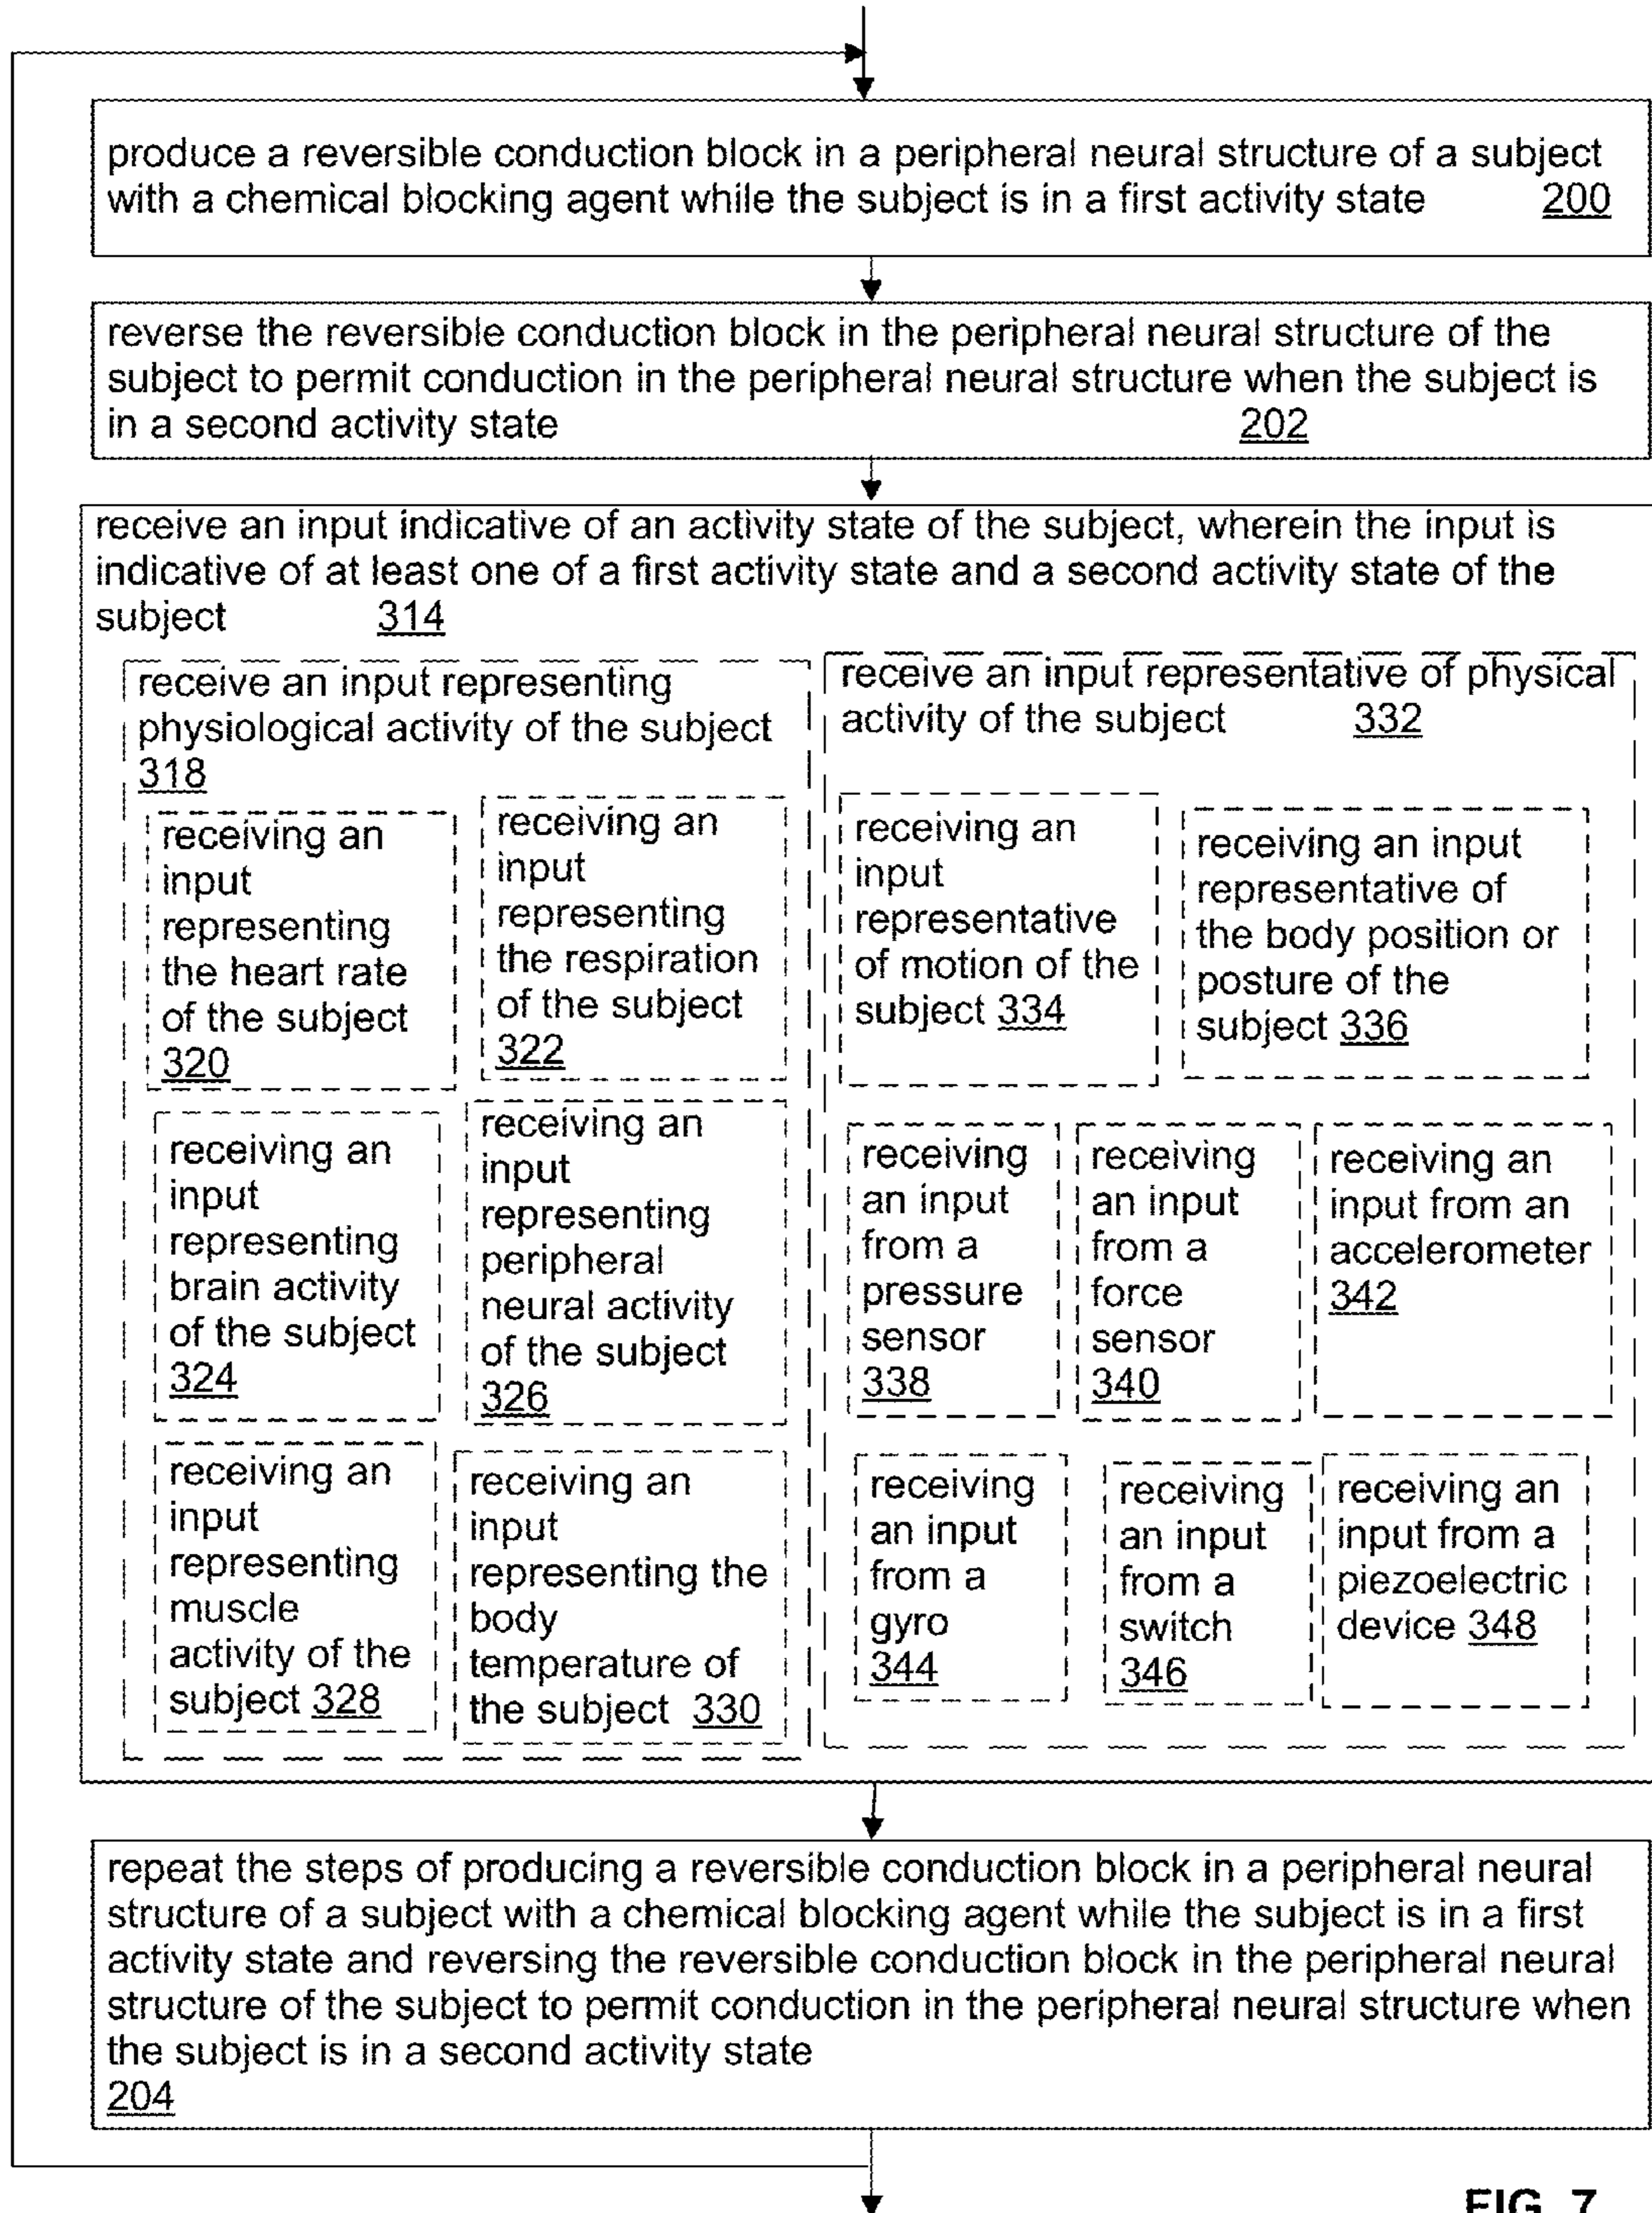 produce a reversible conduction block in a peripheral neural structure of a subject
with a chemical blocking agent while the subject is in a first activity state 200
reverse the reversible conduction block in the peripheral neural structure of the
subject to permit conduction in the peripheral neural structure when the subject is
in a second activity state 202
receive an input indicative of an activity state of the subject, wherein the input is
indicative of at least one of a first activity state and a second activity state of the
subject 314
receive an input representing
physiological activity of the subject
318
receiving an
input
representing
the heart rate
of the subject
320
receiving an
input
representing
the respiration
of the subject
322
receiving an
input
representing
brain activity
of the subject
324
receiving an
input
representing
peripheral
neural activity
of the subject
326
receiving an
input
representing
muscle
activity of the
subject 328
receiving an
input
representing the
body
temperature of
the subject 330
receive an input representative of physical
activity of the subject 332
receiving an
input
representative
of motion of the
subject 334
receiving an input
representative of
the body position or
posture of the
subject 336
receiving
an input
from a
pressure
sensor
338
receiving
an input
from a
force
sensor
340
receiving an
input from an
accelerometer
342
receiving
an input
from a
gyro
344
receiving
an input
from a
switch
346
receiving an
input from a
piezoelectric
device 348
repeat the steps of producing a reversible conduction block in a peripheral neural
structure of a subject with a chemical blocking agent while the subject is in a first
activity state and reversing the reversible conduction block in the peripheral neural
structure of the subject to permit conduction in the peripheral neural structure when
the subject is in a second activity state
204
FIG. 7